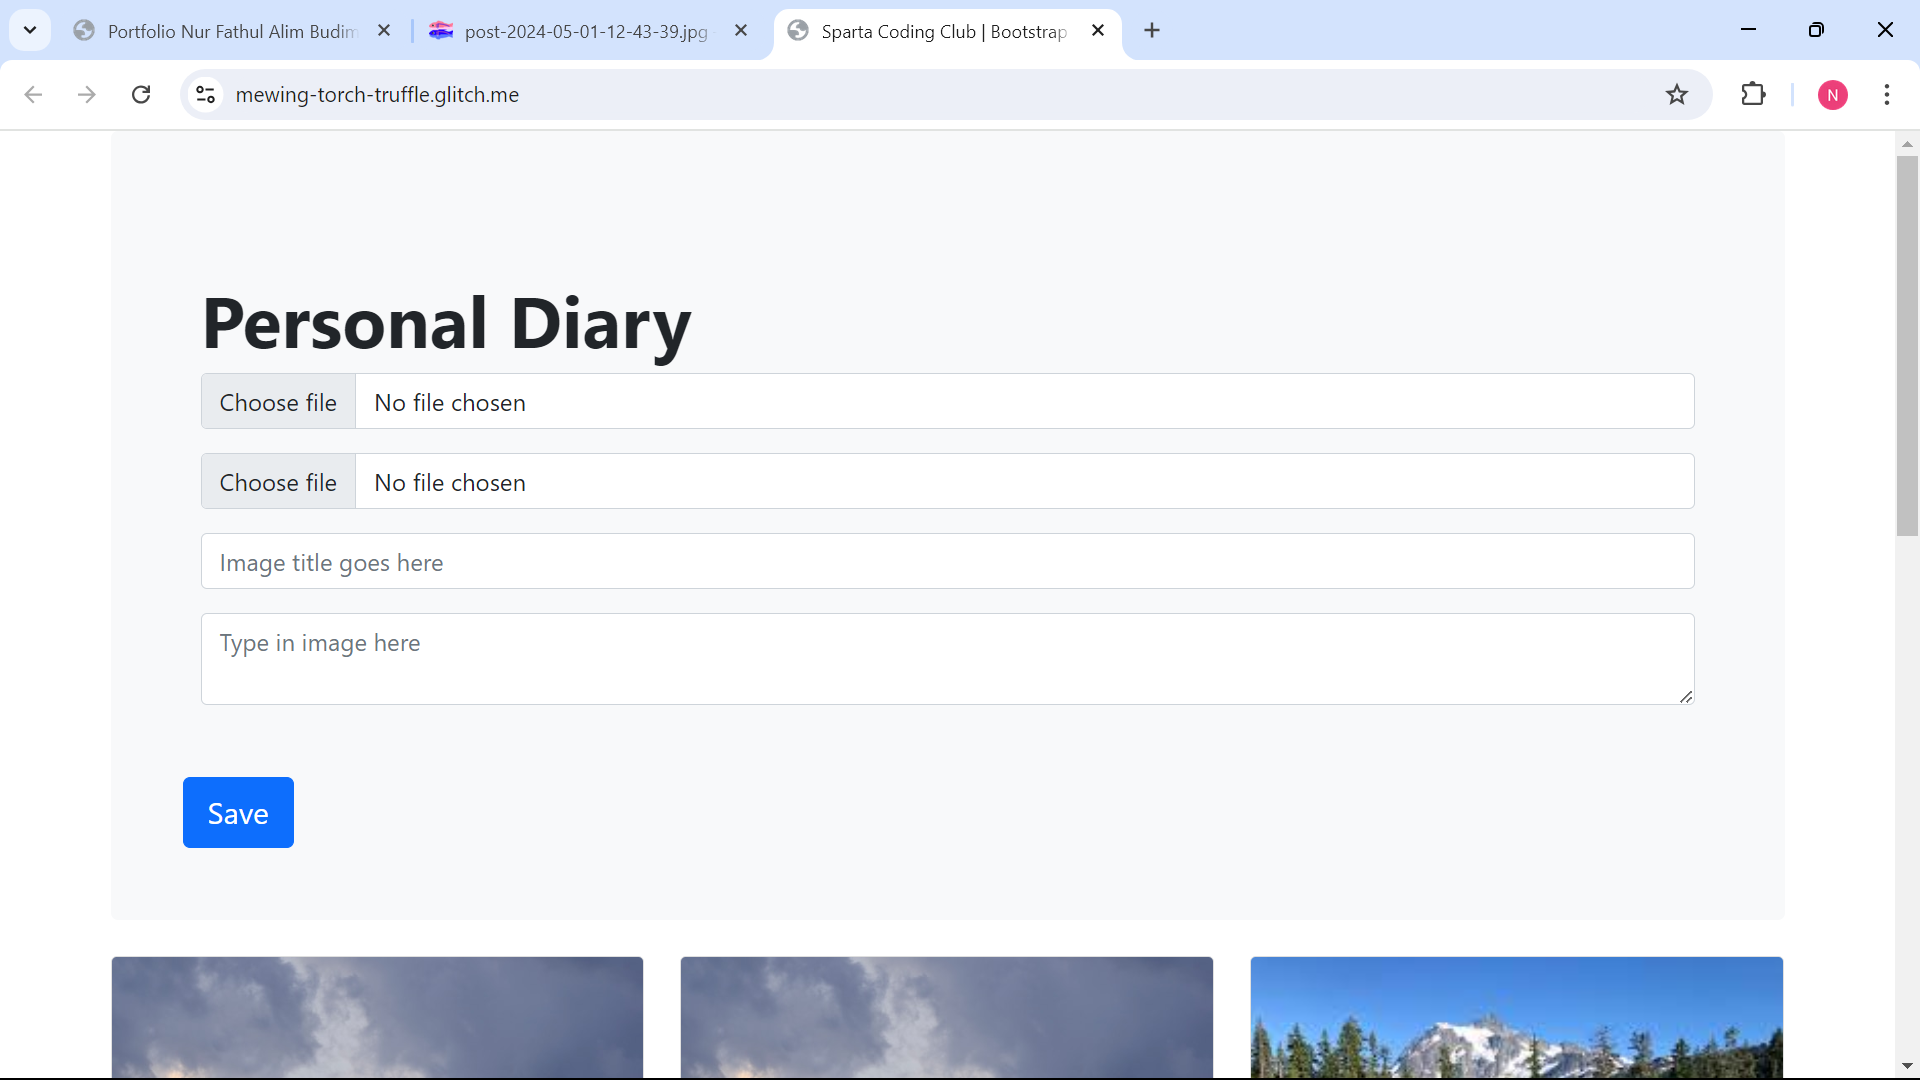 Portfolio Nur Fathul Alim Budim
post-2024-05-01-12-43-39.jpg
Sparta Coding Club | Bootstrap
mewing-torch-truffle.glitch.me
N
Personal Diary
Choose file No file chosen
Choose file No file chosen
Image title goes here
Type in image here
Save